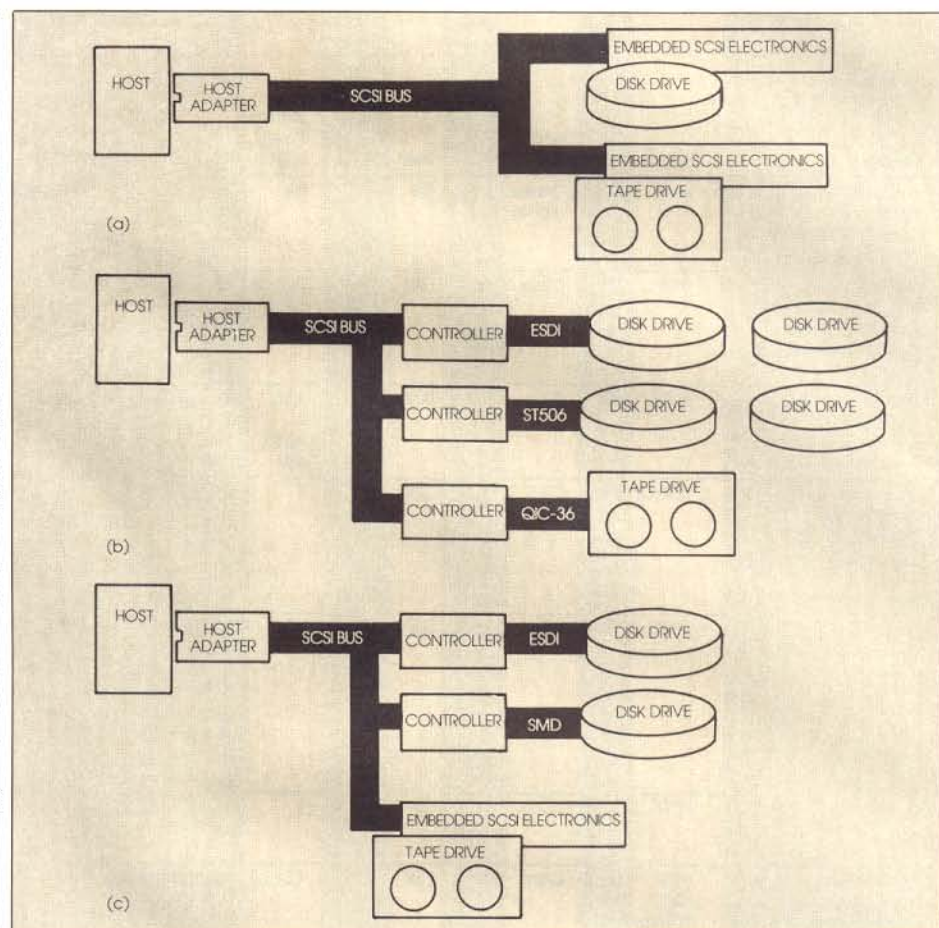 HOST
HOST
ADAPTER
SCSI BUS
EMBEDDED SCSI ELECTRONICS
DISK DRIVE
EMBEDDED SCSI ELECTRONICS
TAPE DRIVE
(a)
HOST
HOST
ADAPTER
SCSI BUS
CONTROLLER
ESDI
DISK DRIVE
DISK DRIVE
CONTROLLER
ST506
DISK DRIVE
DISK DRIVE
CONTROLLER
QIC-36
TAPE DRIVE
(b)
HOST
HOST
ADAPTER
SCSI BUS
CONTROLLER
ESDI
DISK DRIVE
CONTROLLER
SMD
DISK DRIVE
EMBEDDED SCSI ELECTRONICS
TAPE DRIVE
(c)